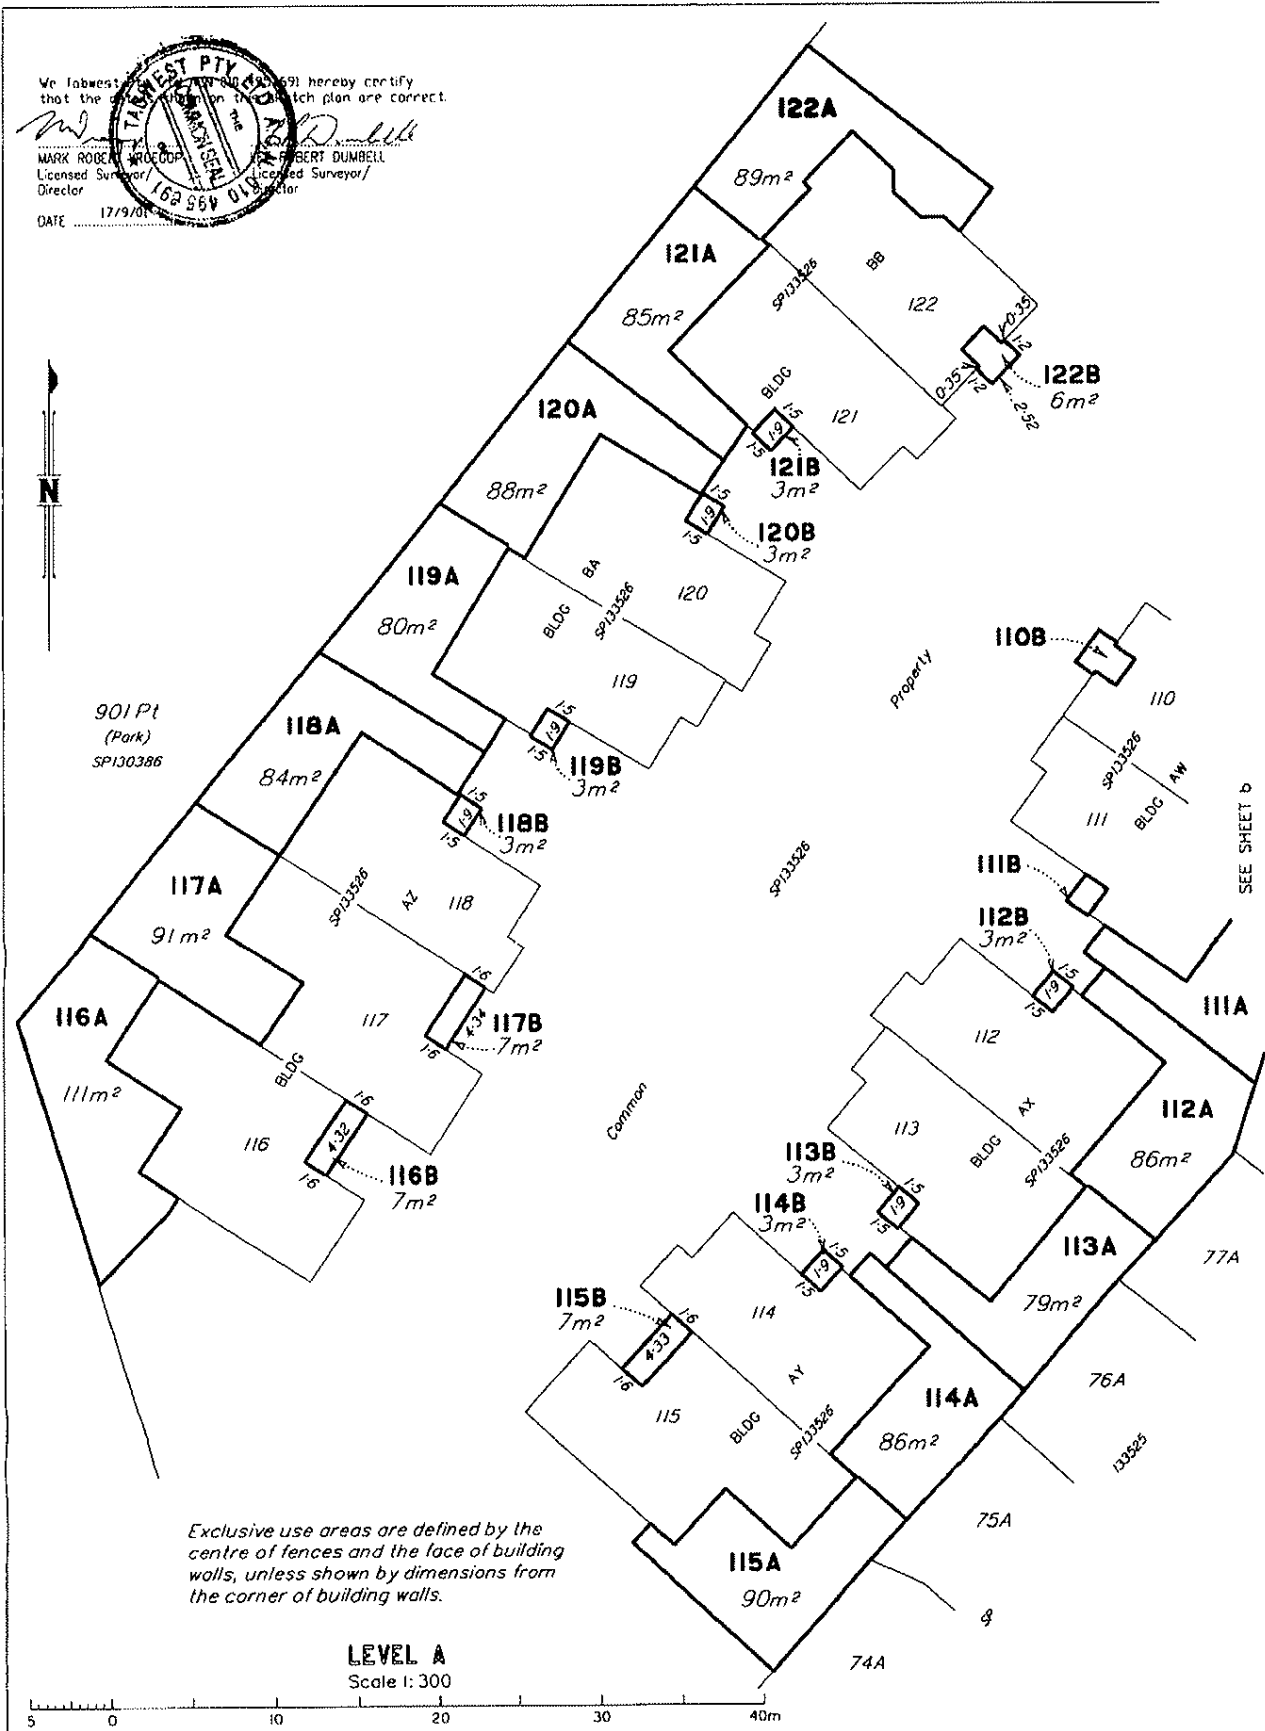 We
hereby certify
that the
on this sketch plan are correct.
TASWEST PTY LTD A.C.N. 010 495 691
THE COMMON SEAL OF
MARK ROBERT
ROBERT DUMBELL
Licensed Surveyor/
Licensed Surveyor/
Director
Director
DATE 17/9/01
122A
89m²
121A
85m²
SP133526
BB
122
0·35
1·2
122B
6m²
0·35
1·2
2·52
BLDG
121
1·5
1·9
1·5
121B
3m²
120A
88m²
1·5
1·9
1·5
120B
3m²
N
119A
80m²
BA
BLDG
SP133526
120
119
1·5
1·9
1·5
119B
3m²
110B
110
SP133526
AW
BLDG
111
Property
901 Pt
(Park)
SP130386
118A
84m²
1·5
1·9
1·5
118B
3m²
SEE SHEET 6
SP133526
111B
112B
3m²
1·5
1·9
1·5
117A
91m²
SP133526
AZ
118
1·6
4·34
1·6
117B
7m²
117
116A
111m²
BLDG
116
1·6
4·32
1·6
116B
7m²
111A
112
AX
BLDG
SP133526
113
112A
86m²
Common
113B
3m²
1·5
1·9
1·5
114B
3m²
1·5
1·9
1·5
113A
79m²
77A
115B
7m²
1·6
4·33
1·6
114
AY
BLDG
SP133526
115
114A
86m²
76A
133525
75A
115A
90m²
&
74A
Exclusive use areas are defined by the
centre of fences and the face of building
walls, unless shown by dimensions from
the corner of building walls.
LEVEL A
Scale 1:300
5 0 10 20 30 40m